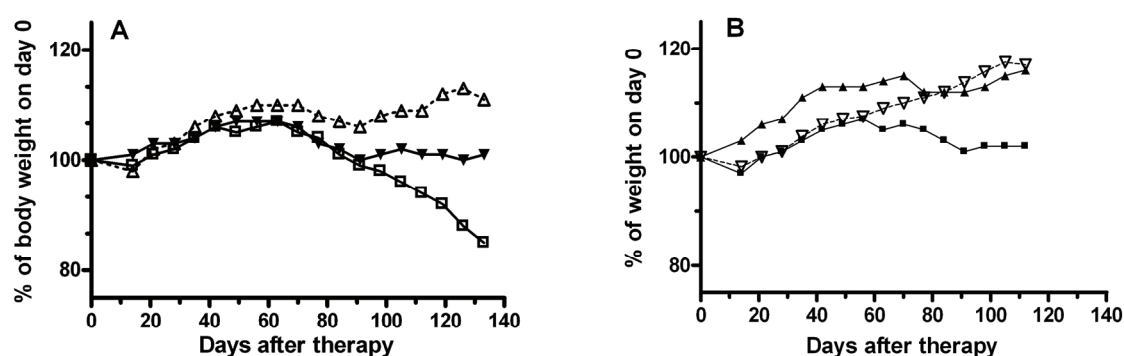 A
% of body weight on day 0
120
100
80
0 20 40 60 80 100 120 140
Days after therapy
B
% of weight on day 0
120
100
80
0 20 40 60 80 100 120 140
Days after therapy